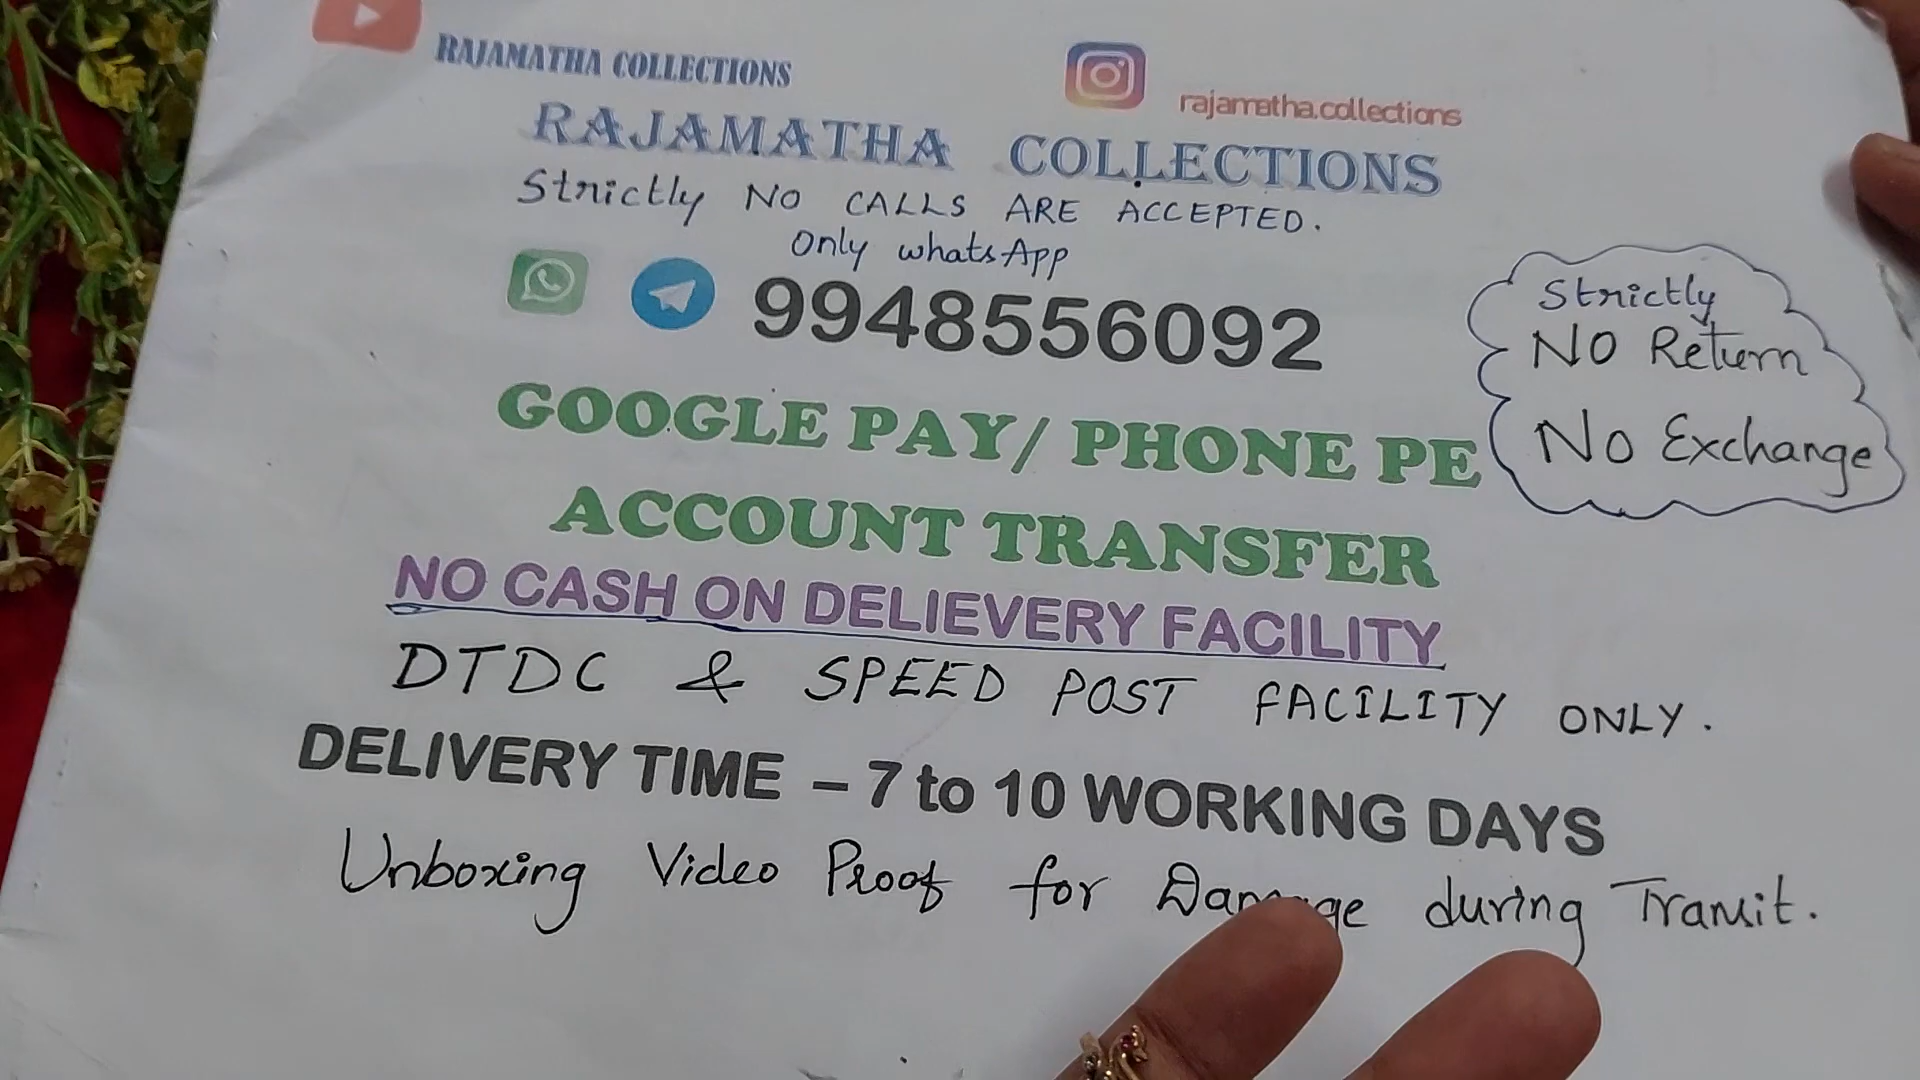 RAJAMATHA COLLECTIONS
rajamatha.collections
RAJAMATHA COLLECTIONS
Strictly NO CALLS ARE ACCEPTED.
Only whatsApp
9948556092
Strictly
NO Return
No Exchange
GOOGLE PAY/ PHONE PE
ACCOUNT TRANSFER
NO CASH ON DELIEVERY FACILITY
DTDC & SPEED POST FACILITY ONLY.
DELIVERY TIME – 7 to 10 WORKING DAYS
Unboxing Video Proof for Damage during Transit.